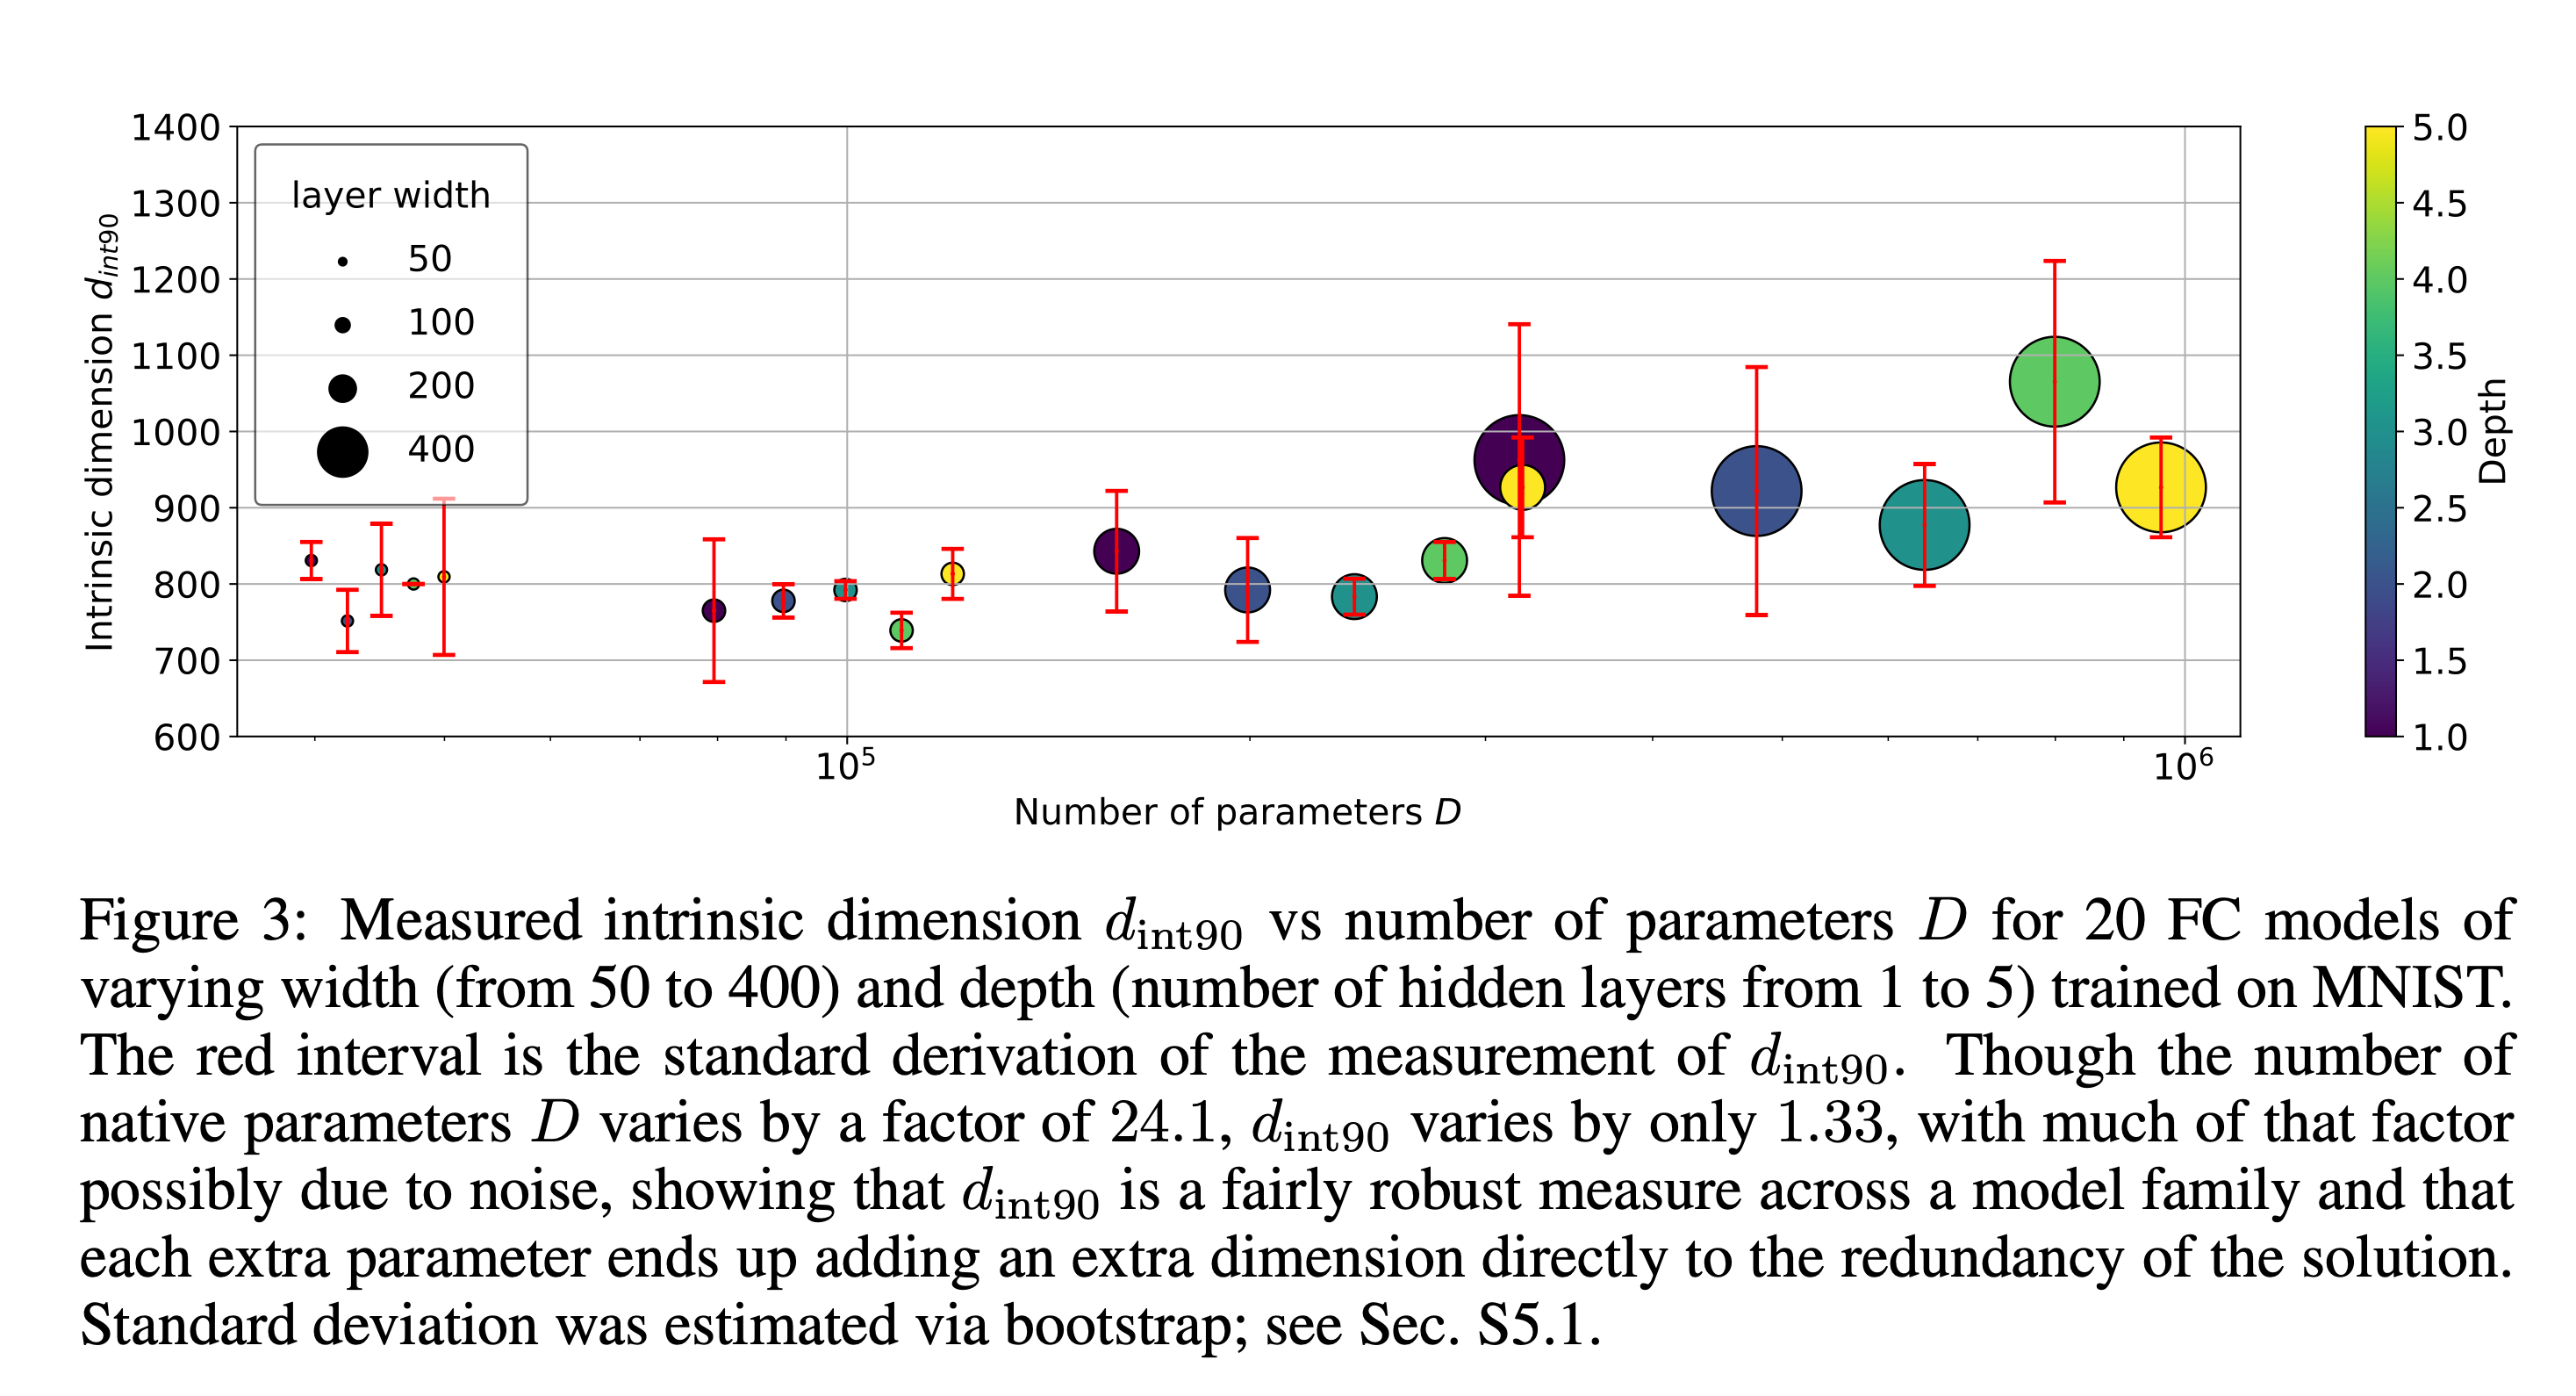 1400
1300
1200
1100
1000
900
800
700
600
Intrinsic dimension d_int90
layer width
50
100
200
400
10^5
10^6
Number of parameters D
5.0
4.5
4.0
3.5
3.0
2.5
2.0
1.5
1.0
Depth
Figure 3: Measured intrinsic dimension d_int90 vs number of parameters D for 20 FC models of
varying width (from 50 to 400) and depth (number of hidden layers from 1 to 5) trained on MNIST.
The red interval is the standard derivation of the measurement of d_int90. Though the number of
native parameters D varies by a factor of 24.1, d_int90 varies by only 1.33, with much of that factor
possibly due to noise, showing that d_int90 is a fairly robust measure across a model family and that
each extra parameter ends up adding an extra dimension directly to the redundancy of the solution.
Standard deviation was estimated via bootstrap; see Sec. S5.1.